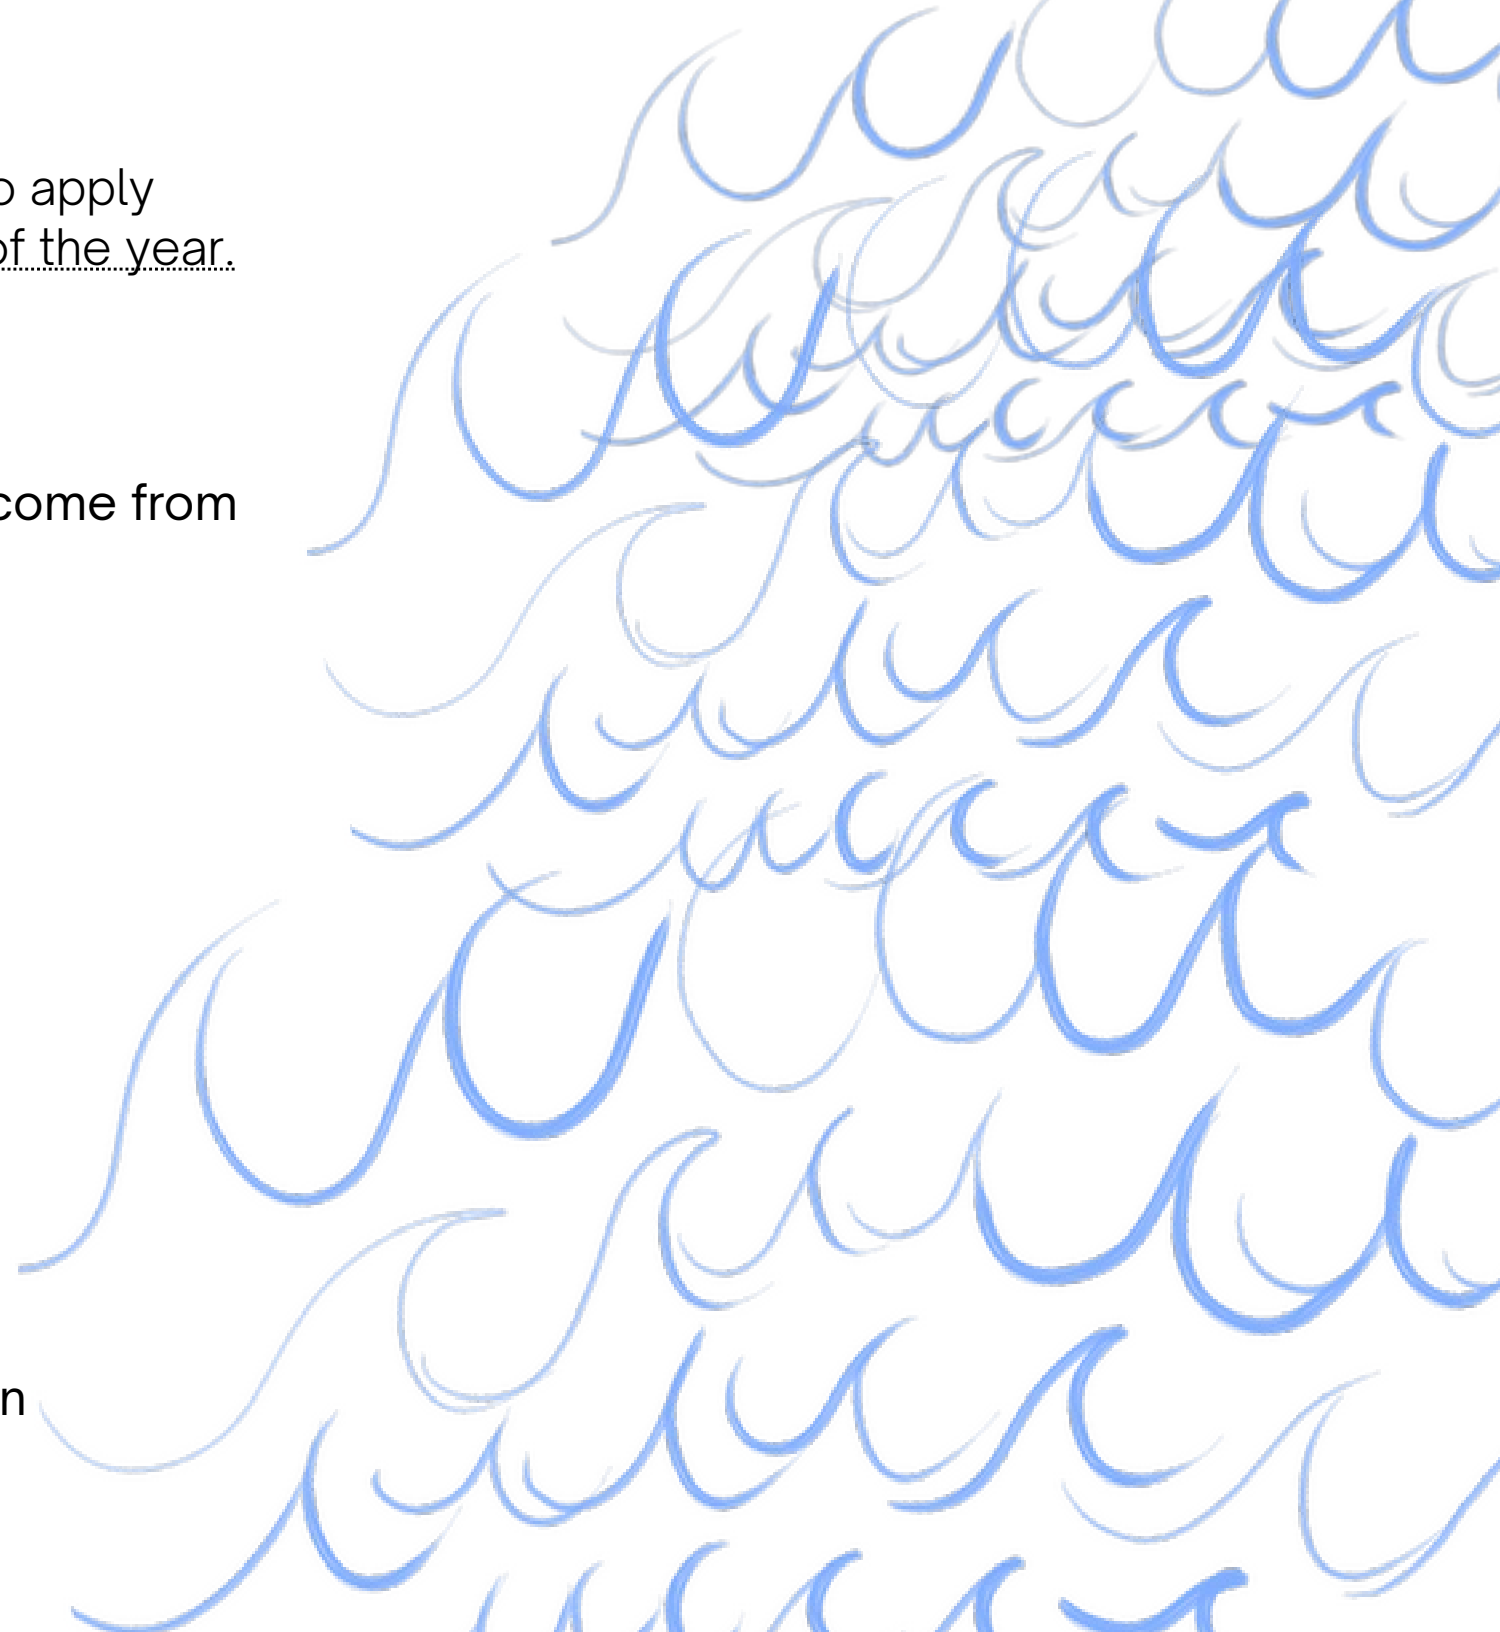 o apply
of the year.
come from
n